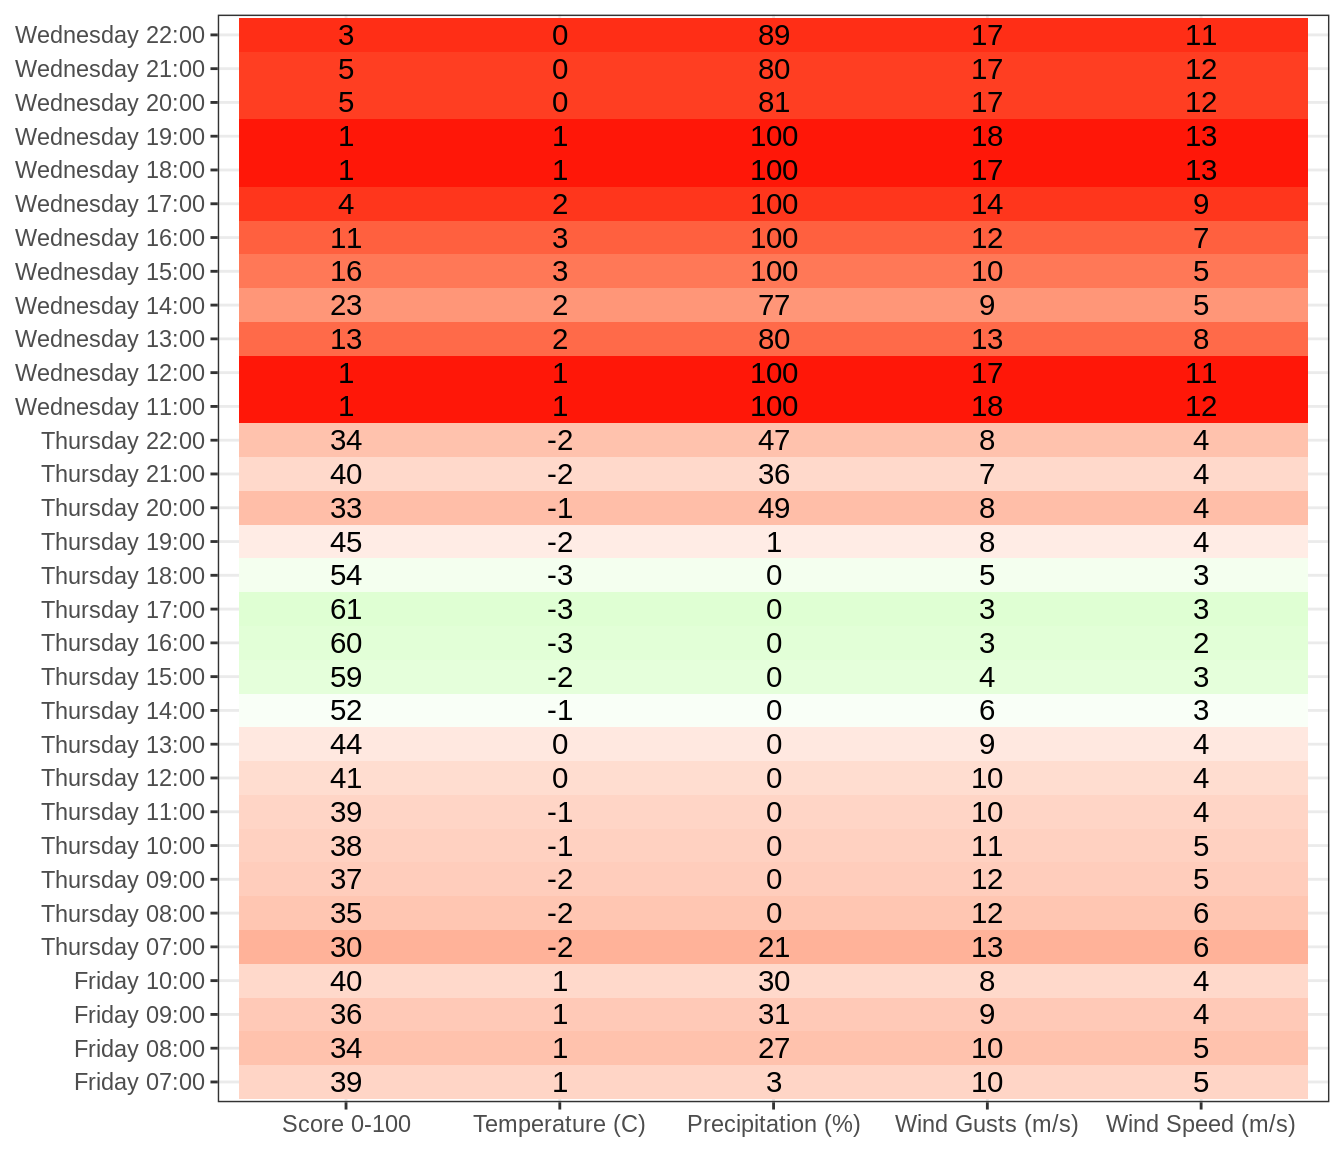 Wednesday 22:00 3 0 89 17 11
Wednesday 21:00 5 0 80 17 12
Wednesday 20:00 5 0 81 17 12
Wednesday 19:00 1 1 100 18 13
Wednesday 18:00 1 1 100 17 13
Wednesday 17:00 4 2 100 14 9
Wednesday 16:00 11 3 100 12 7
Wednesday 15:00 16 3 100 10 5
Wednesday 14:00 23 2 77 9 5
Wednesday 13:00 13 2 80 13 8
Wednesday 12:00 1 1 100 17 11
Wednesday 11:00 1 1 100 18 12
Thursday 22:00 34 -2 47 8 4
Thursday 21:00 40 -2 36 7 4
Thursday 20:00 33 -1 49 8 4
Thursday 19:00 45 -2 1 8 4
Thursday 18:00 54 -3 0 5 3
Thursday 17:00 61 -3 0 3 3
Thursday 16:00 60 -3 0 3 2
Thursday 15:00 59 -2 0 4 3
Thursday 14:00 52 -1 0 6 3
Thursday 13:00 44 0 0 9 4
Thursday 12:00 41 0 0 10 4
Thursday 11:00 39 -1 0 10 4
Thursday 10:00 38 -1 0 11 5
Thursday 09:00 37 -2 0 12 5
Thursday 08:00 35 -2 0 12 6
Thursday 07:00 30 -2 21 13 6
Friday 10:00 40 1 30 8 4
Friday 09:00 36 1 31 9 4
Friday 08:00 34 1 27 10 5
Friday 07:00 39 1 3 10 5
Score 0-100 Temperature (C) Precipitation (%) Wind Gusts (m/s) Wind Speed (m/s)